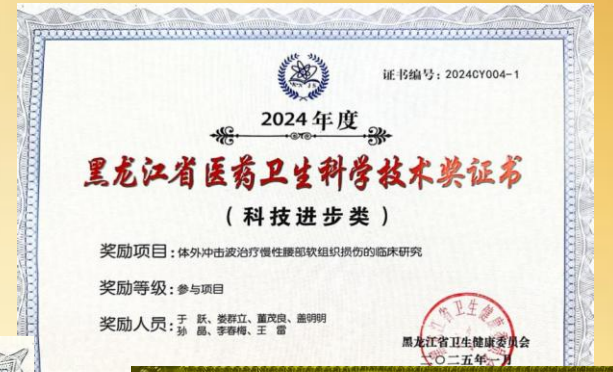 证书编号：2024CY004-1
2024年度
黑龙江省医药卫生科学技术奖证书
（科技进步类）
奖励项目：体外冲击波治疗慢性腰部软组织损伤的临床研究
奖励等级：参与项目
奖励人员：于 跃、娄群立、董茂良、盖明明
孙 晶、李春梅、王 雷
黑龙江省卫生健康委员会
二〇二五年一月